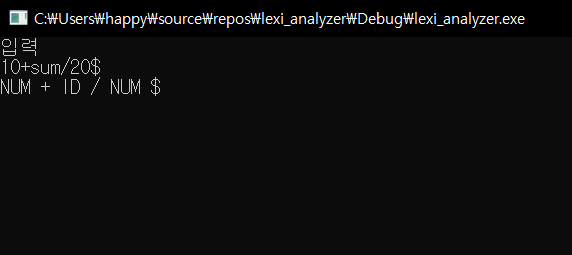 C:₩Users₩happy₩source₩repos₩lexi_analyzer₩Debug₩lexi_analyzer.exe
입력
10+sum/20$
NUM + ID / NUM $